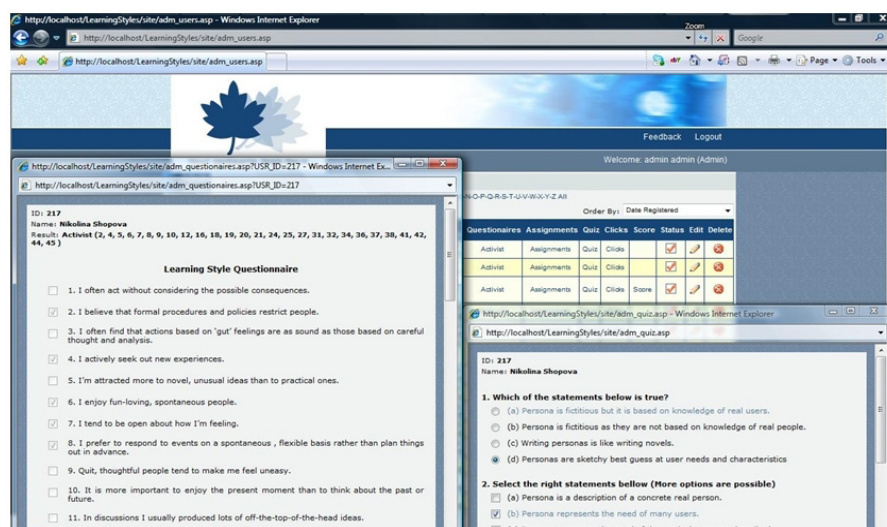 http://localhost/LearningStyles/site/adm_users.asp - Windows Internet Explorer
Zoom
http://localhost/LearningStyles/site/adm_users.asp
Google
http://localhost/LearningStyles/site/adm_users.asp
Page
Tools
Feedback Logout
Welcome: admin admin (Admin)
http://localhost/LearningStyles/site/adm_questionaires.asp?USR_ID=217 - Windows Internet Ex...
http://localhost/LearningStyles/site/adm_questionaires.asp?USR_ID=217
ID: 217
Name: Nikolina Shopova
Result: Activist (2, 4, 5, 6, 7, 8, 9, 10, 12, 16, 18, 19, 20, 21, 24, 25, 27, 31, 32, 34, 36, 37, 38, 41, 42,
44, 45 )
Learning Style Questionnaire
1. I often act without considering the possible consequences.
2. I believe that formal procedures and policies restrict people.
3. I often find that actions based on 'gut' feelings are as sound as those based on careful
thought and analysis.
4. I actively seek out new experiences.
5. I'm attracted more to novel, unusual ideas than to practical ones.
6. I enjoy fun-loving, spontaneous people.
7. I tend to be open about how I'm feeling.
8. I prefer to respond to events on a spontaneous , flexible basis rather than plan things
out in advance.
9. Quit, thoughtful people tend to make me feel uneasy.
10. It is more important to enjoy the present moment than to think about the past or
future.
11. In discussions I usually produced lots of off-the-top-of-the-head ideas.
-N-O-P-Q-R-S-T-U-V-W-X-Y-Z All
Order By: Date Registered
Questionaires Assignments Quiz Clicks Score Status Edit Delete
Activist Assignments Quiz Clicks
Activist Assignments Quiz Clicks
Activist Assignments Quiz Clicks Score
http://localhost/LearningStyles/site/adm_quiz.asp - Windows Internet Explorer
http://localhost/LearningStyles/site/adm_quiz.asp
ID: 217
Name: Nikolina Shopova
1. Which of the statements below is true?
(a) Persona is fictitious but it is based on knowledge of real users.
(b) Persona is fictitious as they are not based on knowledge of real people.
(c) Writing personas is like writing novels.
(d) Personas are sketchy best guess at user needs and characteristics
2. Select the right statements bellow (More options are possible)
(a) Persona is a description of a concrete real person.
(b) Persona represents the need of many users.